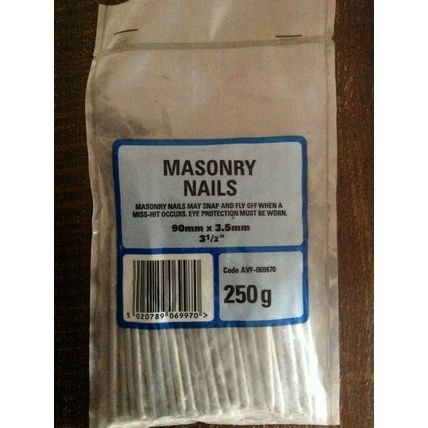 MASONRY
NAILS
MASONRY NAILS MAY SNAP AND FLY OFF WHEN A
MISS-HIT OCCURS. EYE PROTECTION MUST BE WORN.
90mm x 3.5mm
3½"
Code AVF-069970
250g
5 020789 069970 >